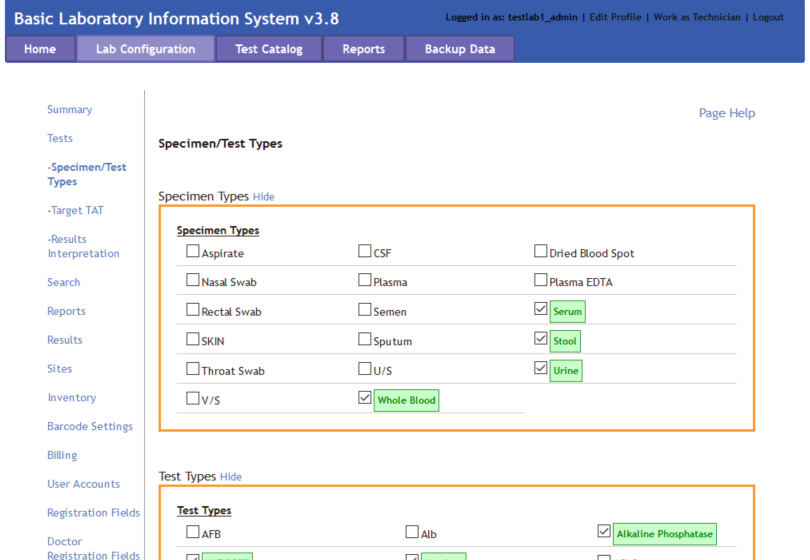 Basic Laboratory Information System v3.8
Logged in as: testlab1_admin | Edit Profile | Work as Technician | Logout
Home Lab Configuration Test Catalog Reports Backup Data
Summary
Tests
-Specimen/Test
Types
-Target TAT
-Results
Interpretation
Search
Reports
Results
Sites
Inventory
Barcode Settings
Billing
User Accounts
Registration Fields
Doctor
Registration Fields
Page Help
Specimen/Test Types
Specimen Types Hide
Specimen Types
Aspirate CSF Dried Blood Spot
Nasal Swab Plasma Plasma EDTA
Rectal Swab Semen Serum
SKIN Sputum Stool
Throat Swab U/S Urine
V/S Whole Blood
Test Types Hide
Test Types
AFB Alb Alkaline Phosphatase